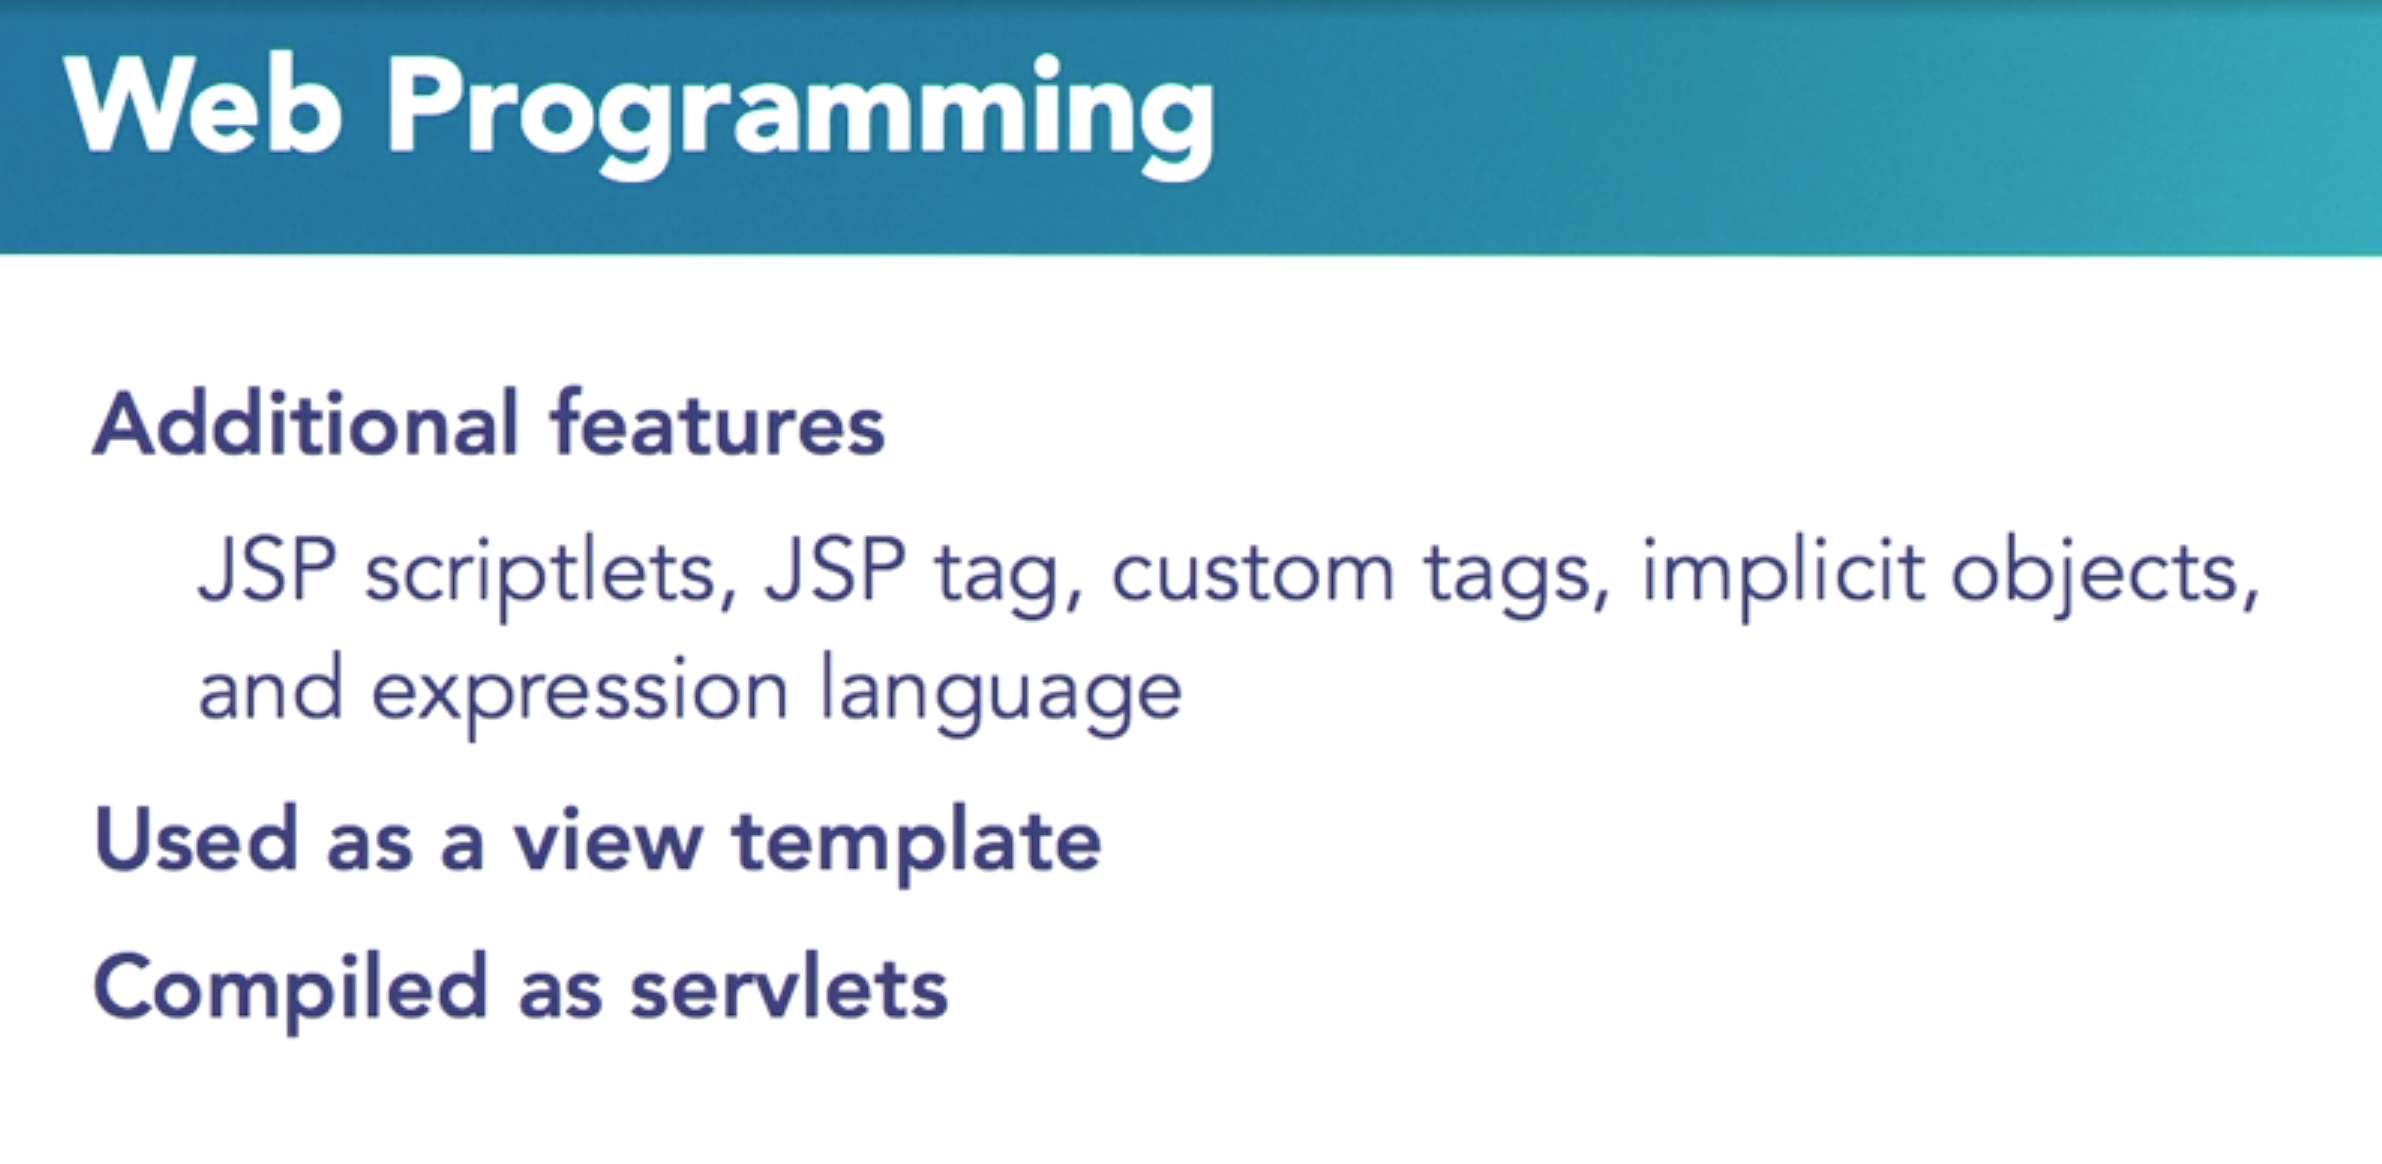 Web Programming
Additional features
JSP scriptlets, JSP tag, custom tags, implicit objects,
and expression language
Used as a view template
Compiled as servlets